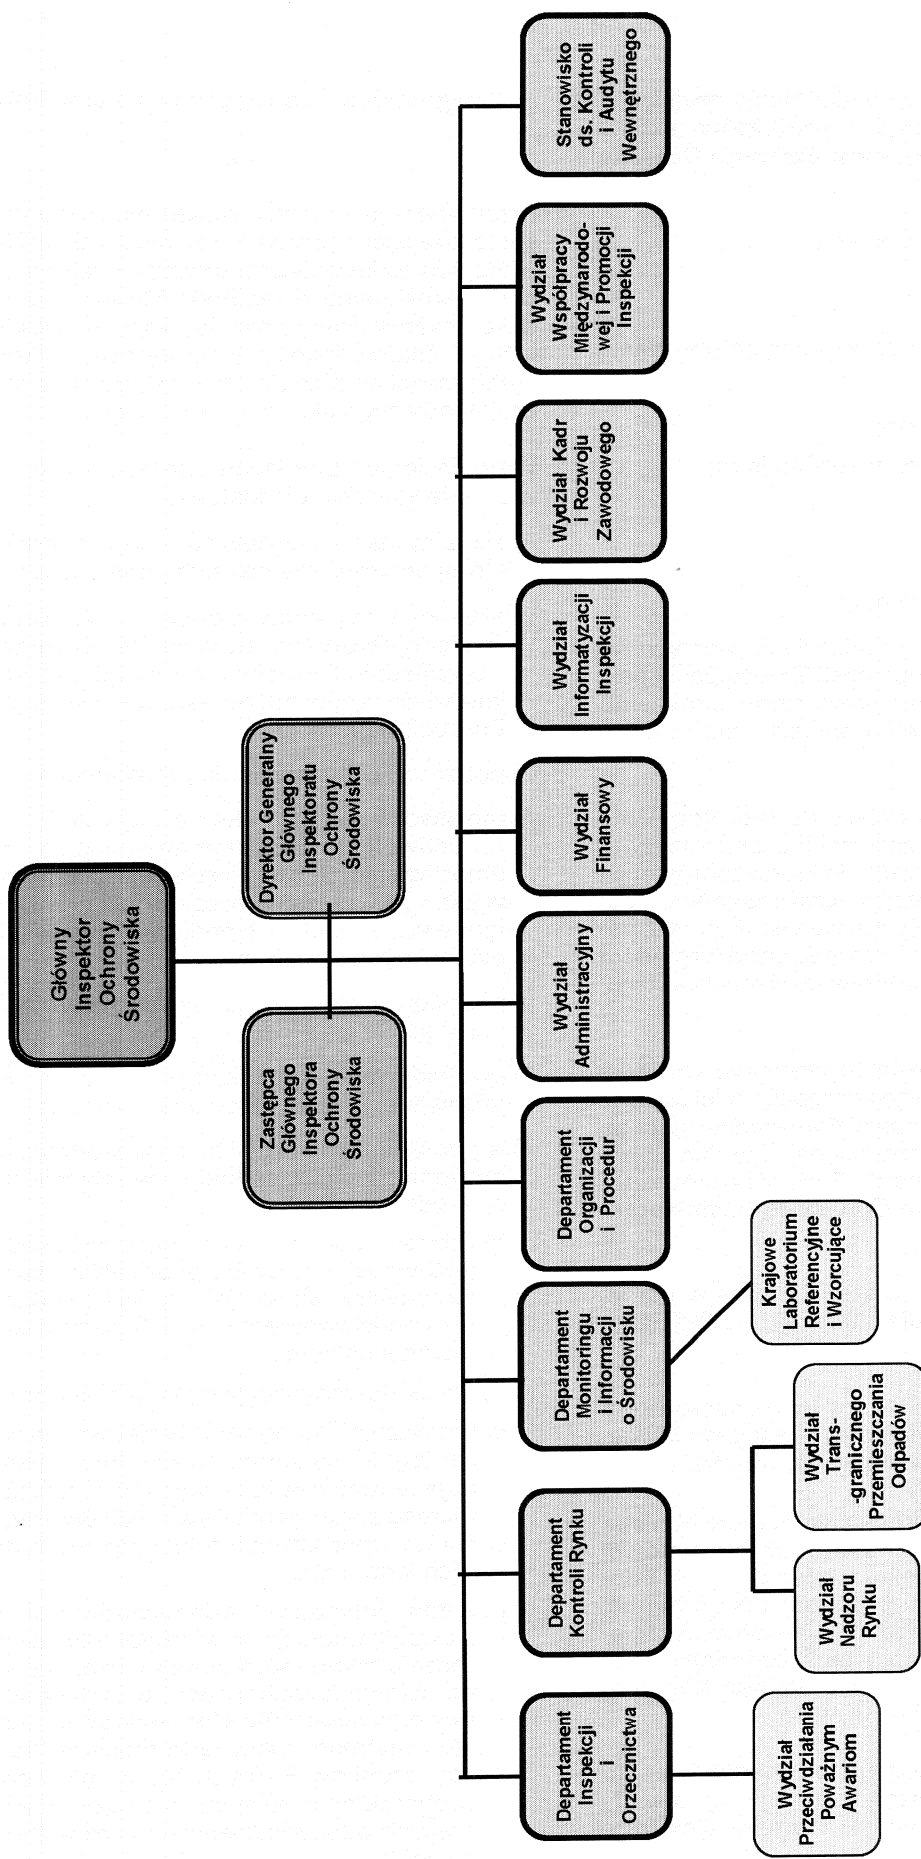 Główny
Inspektor
Ochrony
Środowiska
Zastępca
Głównego
Inspektora
Ochrony
Środowiska
Dyrektor Generalny
Głównego
Inspektoratu
Ochrony
Środowiska
Departament
Inspekcji
i
Orzecznictwa
Departament
Kontroli Rynku
Departament
Monitoringu
i Informacji
o Środowisku
Departament
Organizacji
i Procedur
Wydział
Administracyjny
Wydział
Finansowy
Wydział
Informatyzacji
Inspekcji
Wydział Kadr
i Rozwoju
Zawodowego
Wydział
Współpracy
Międzynarodo-
wej i Promocji
Inspekcji
Stanowisko
ds. Kontroli
i Audytu
Wewnętrznego
Wydział
Przeciwdziałania
Poważnym
Awariom
Wydział
Nadzoru
Rynku
Wydział
Trans-
-granicznego
Przemieszczania
Odpadów
Krajowe
Laboratorium
Referencyjne
i Wzorcujące